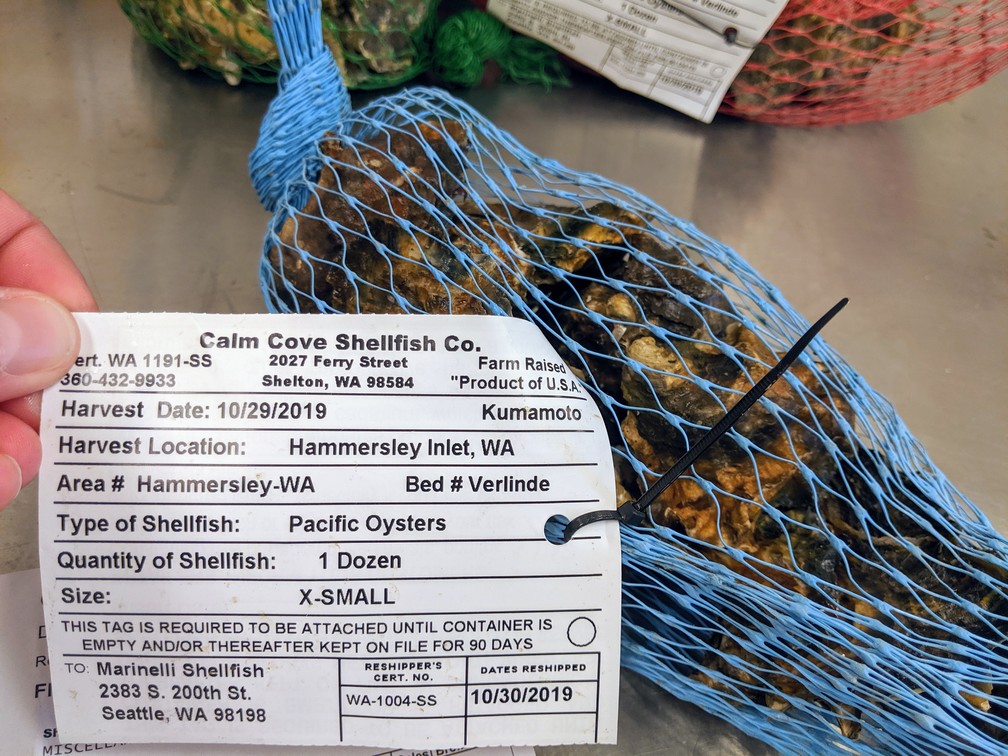 Verlinde
1 Dozen
Calm Cove Shellfish Co.
ert. WA 1191-SS 2027 Ferry Street Farm Raised
360-432-9933 Shelton, WA 98584 "Product of U.S.A.
Harvest Date: 10/29/2019 Kumamoto
Harvest Location: Hammersley Inlet, WA
Area # Hammersley-WA Bed # Verlinde
Type of Shellfish: Pacific Oysters
Quantity of Shellfish: 1 Dozen
Size: X-SMALL
THIS TAG IS REQUIRED TO BE ATTACHED UNTIL CONTAINER IS
EMPTY AND/OR THEREAFTER KEPT ON FILE FOR 90 DAYS
TO: Marinelli Shellfish
2383 S. 200th St.
Seattle, WA 98198
RESHIPPER'S
CERT. NO.
WA-1004-SS
DATES RESHIPPED
10/30/2019